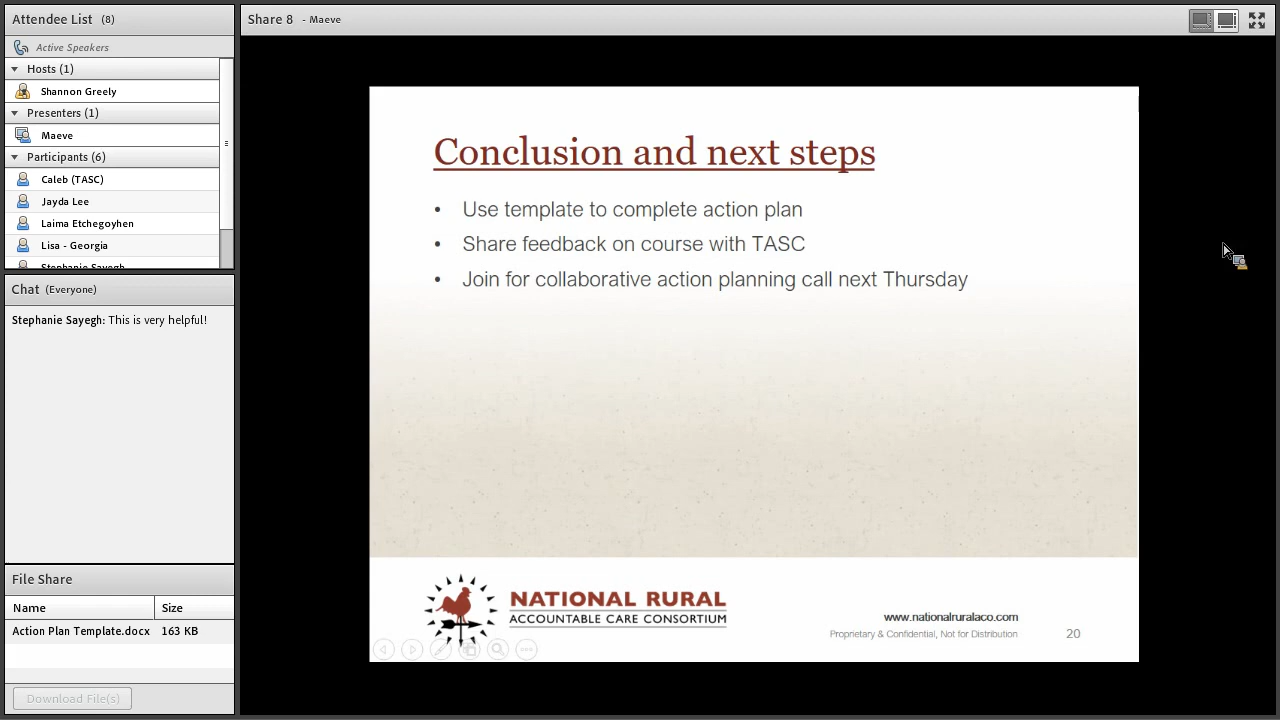 Attendee List (8)
Active Speakers
Hosts (1)
Shannon Greely
Presenters (1)
Maeve
Participants (6)
Caleb (TASC)
Jayda Lee
Laima Etchegoyhen
Lisa - Georgia
Stephanie Sayegh
Chat (Everyone)
Stephanie Sayegh: This is very helpful!
File Share
Name Size
Action Plan Template.docx 163 KB
Download File(s)
Share 8 - Maeve
Conclusion and next steps
• Use template to complete action plan
• Share feedback on course with TASC
• Join for collaborative action planning call next Thursday
NATIONAL RURAL
ACCOUNTABLE CARE CONSORTIUM
www.nationalruralaco.com
Proprietary & Confidential, Not for Distribution
20